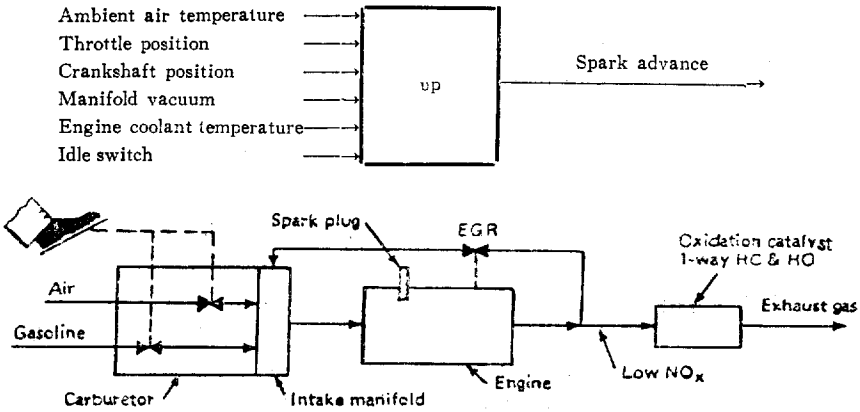 Ambient air temperature
Throttle position
Crankshaft position
Manifold vacuum
Engine coolant temperature
Idle switch
up
Spark advance
Spark plug
EGR
Oxidation catalyst
1-way HC & HO
Air
Gasoline
Exhaust gas
Carburetor
Intake manifold
Engine
Low NOx